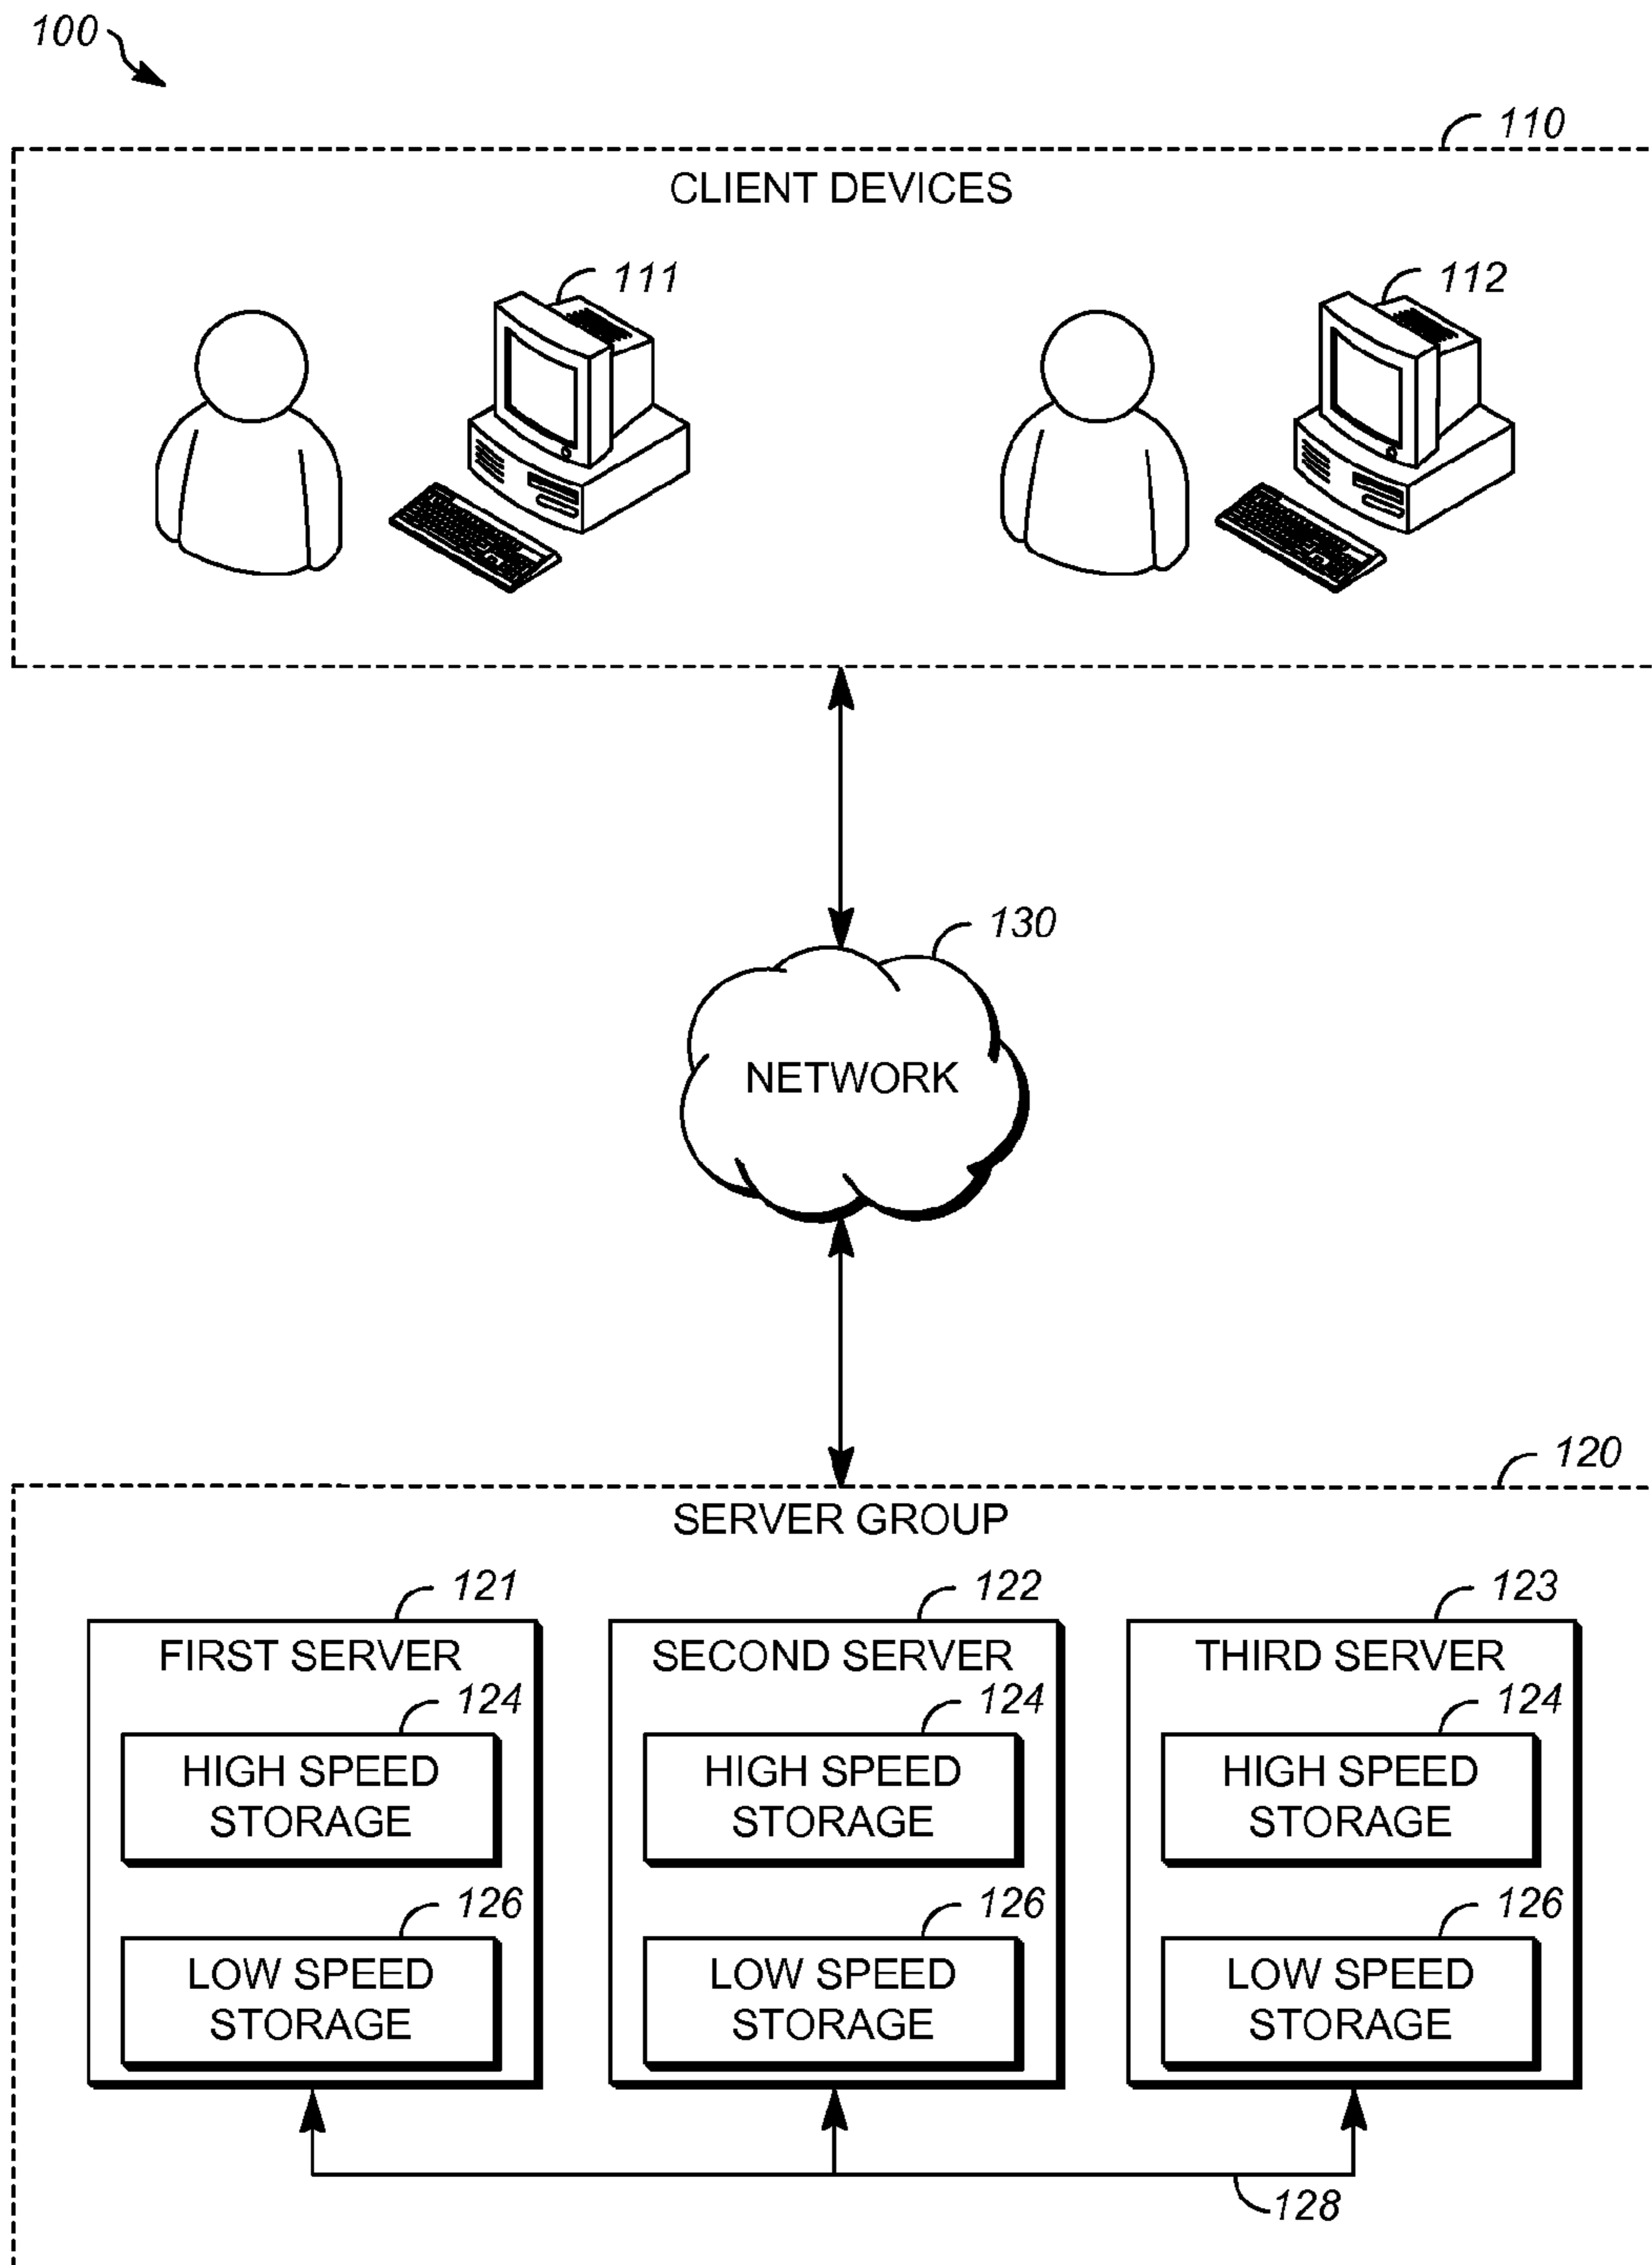 100
110
CLIENT DEVICES
111
112
130
NETWORK
120
SERVER GROUP
121
122
123
FIRST SERVER
SECOND SERVER
THIRD SERVER
124
124
124
HIGH SPEED
STORAGE
HIGH SPEED
STORAGE
HIGH SPEED
STORAGE
126
126
126
LOW SPEED
STORAGE
LOW SPEED
STORAGE
LOW SPEED
STORAGE
128